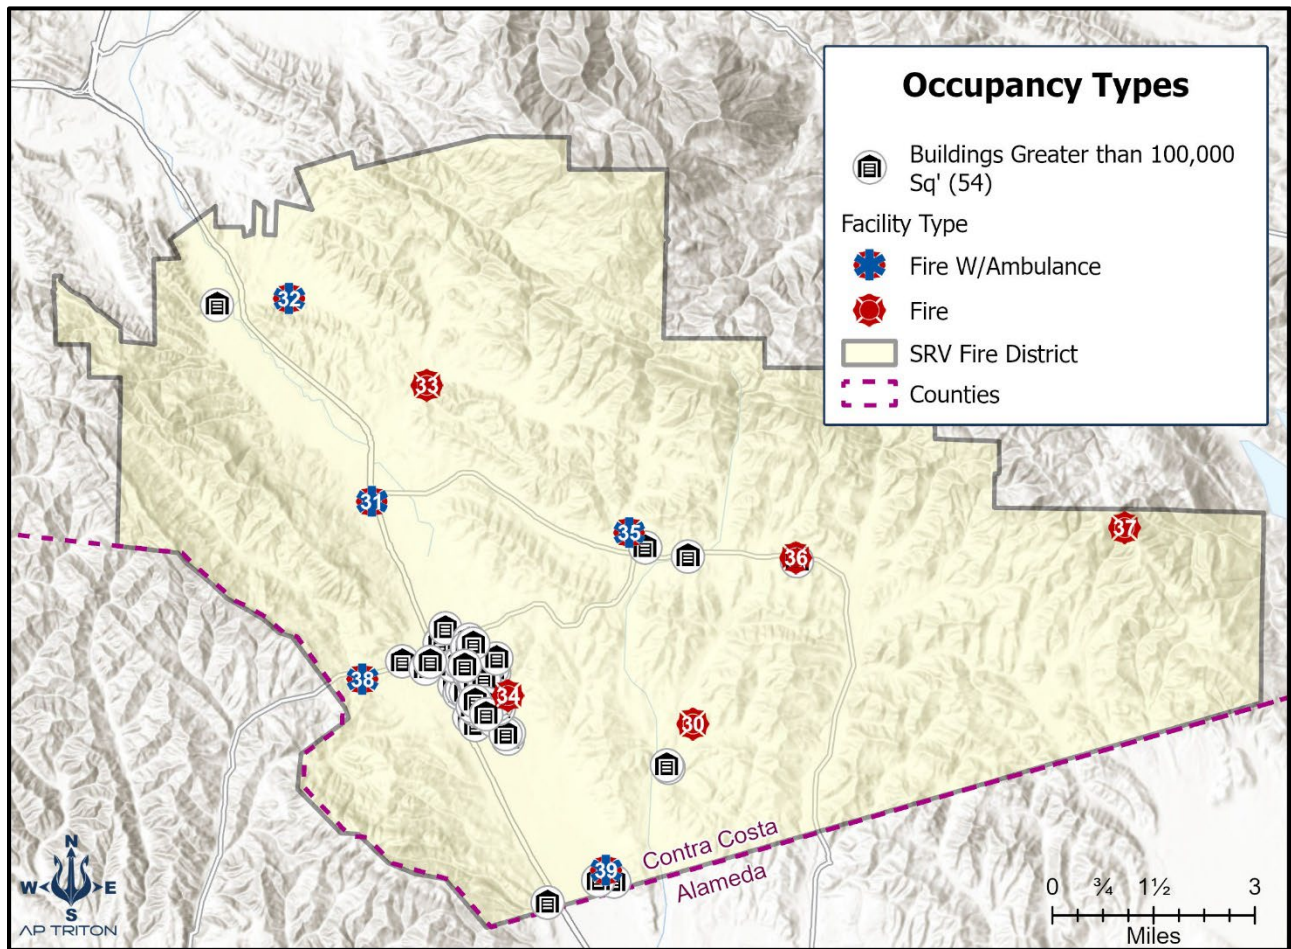 Occupancy Types
Buildings Greater than 100,000
Sq' (54)
Facility Type
Fire W/Ambulance
Fire
SRV Fire District
Counties
32
33
31
35
36
37
38
34
30
39
Contra Costa
Alameda
N
W E
S
AP TRITON
0 ¾ 1½ 3
Miles